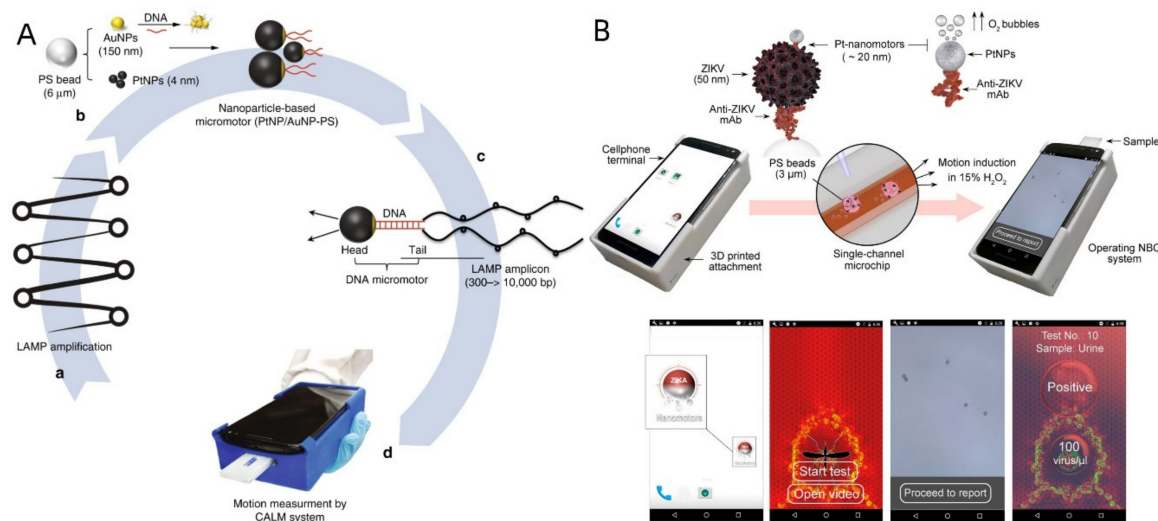 A
DNA
AuNPs
(150 nm)
PS bead
(6 μm)
PtNPs (4 nm)
b
Nanoparticle-based
micromotor (PtNP/AuNP-PS)
c
DNA
Head
Tail
DNA micromotor
LAMP amplicon
(300–> 10,000 bp)
LAMP amplification
a
d
Motion measurment by
CALM system
B
O₂ bubbles
Pt-nanomotors
(~ 20 nm)
PtNPs
ZIKV
(50 nm)
Anti-ZIKV
mAb
Anti-ZIKV
mAb
Cellphone
terminal
PS beads
(3 μm)
Motion induction
in 15% H₂O₂
Sample
Proceed to report
3D printed
attachment
Single-channel
microchip
Operating NBC
system
ZIKA
Nanomotors
Start test
Open video
Proceed to report
Test No.: 10
Sample: Urine
Positive
100
virus/μl